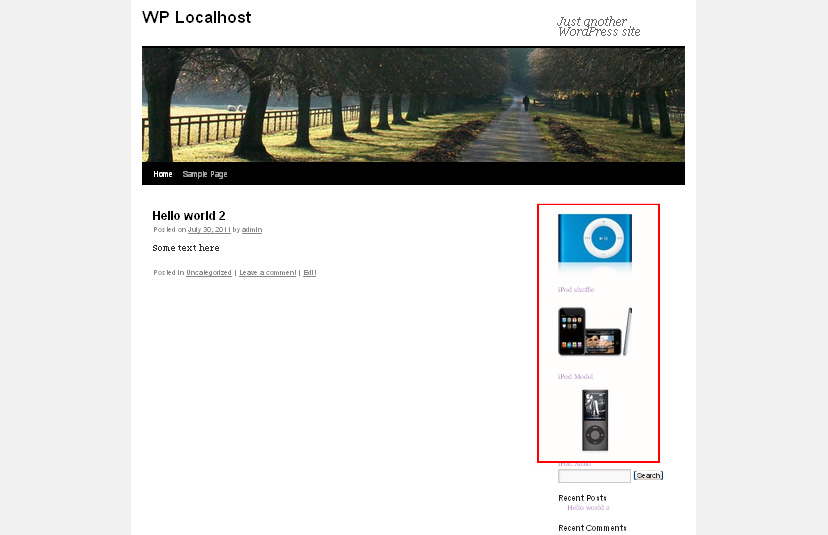 WP Localhost
Just another
WordPress site
Home Sample Page
Hello world 2
Posted on July 30, 2011 by admin
Some text here
Posted in Uncategorized | Leave a comment | Edit
iPod shuffle
iPod Model
Search
Recent Posts
Hello world 2
Recent Comments